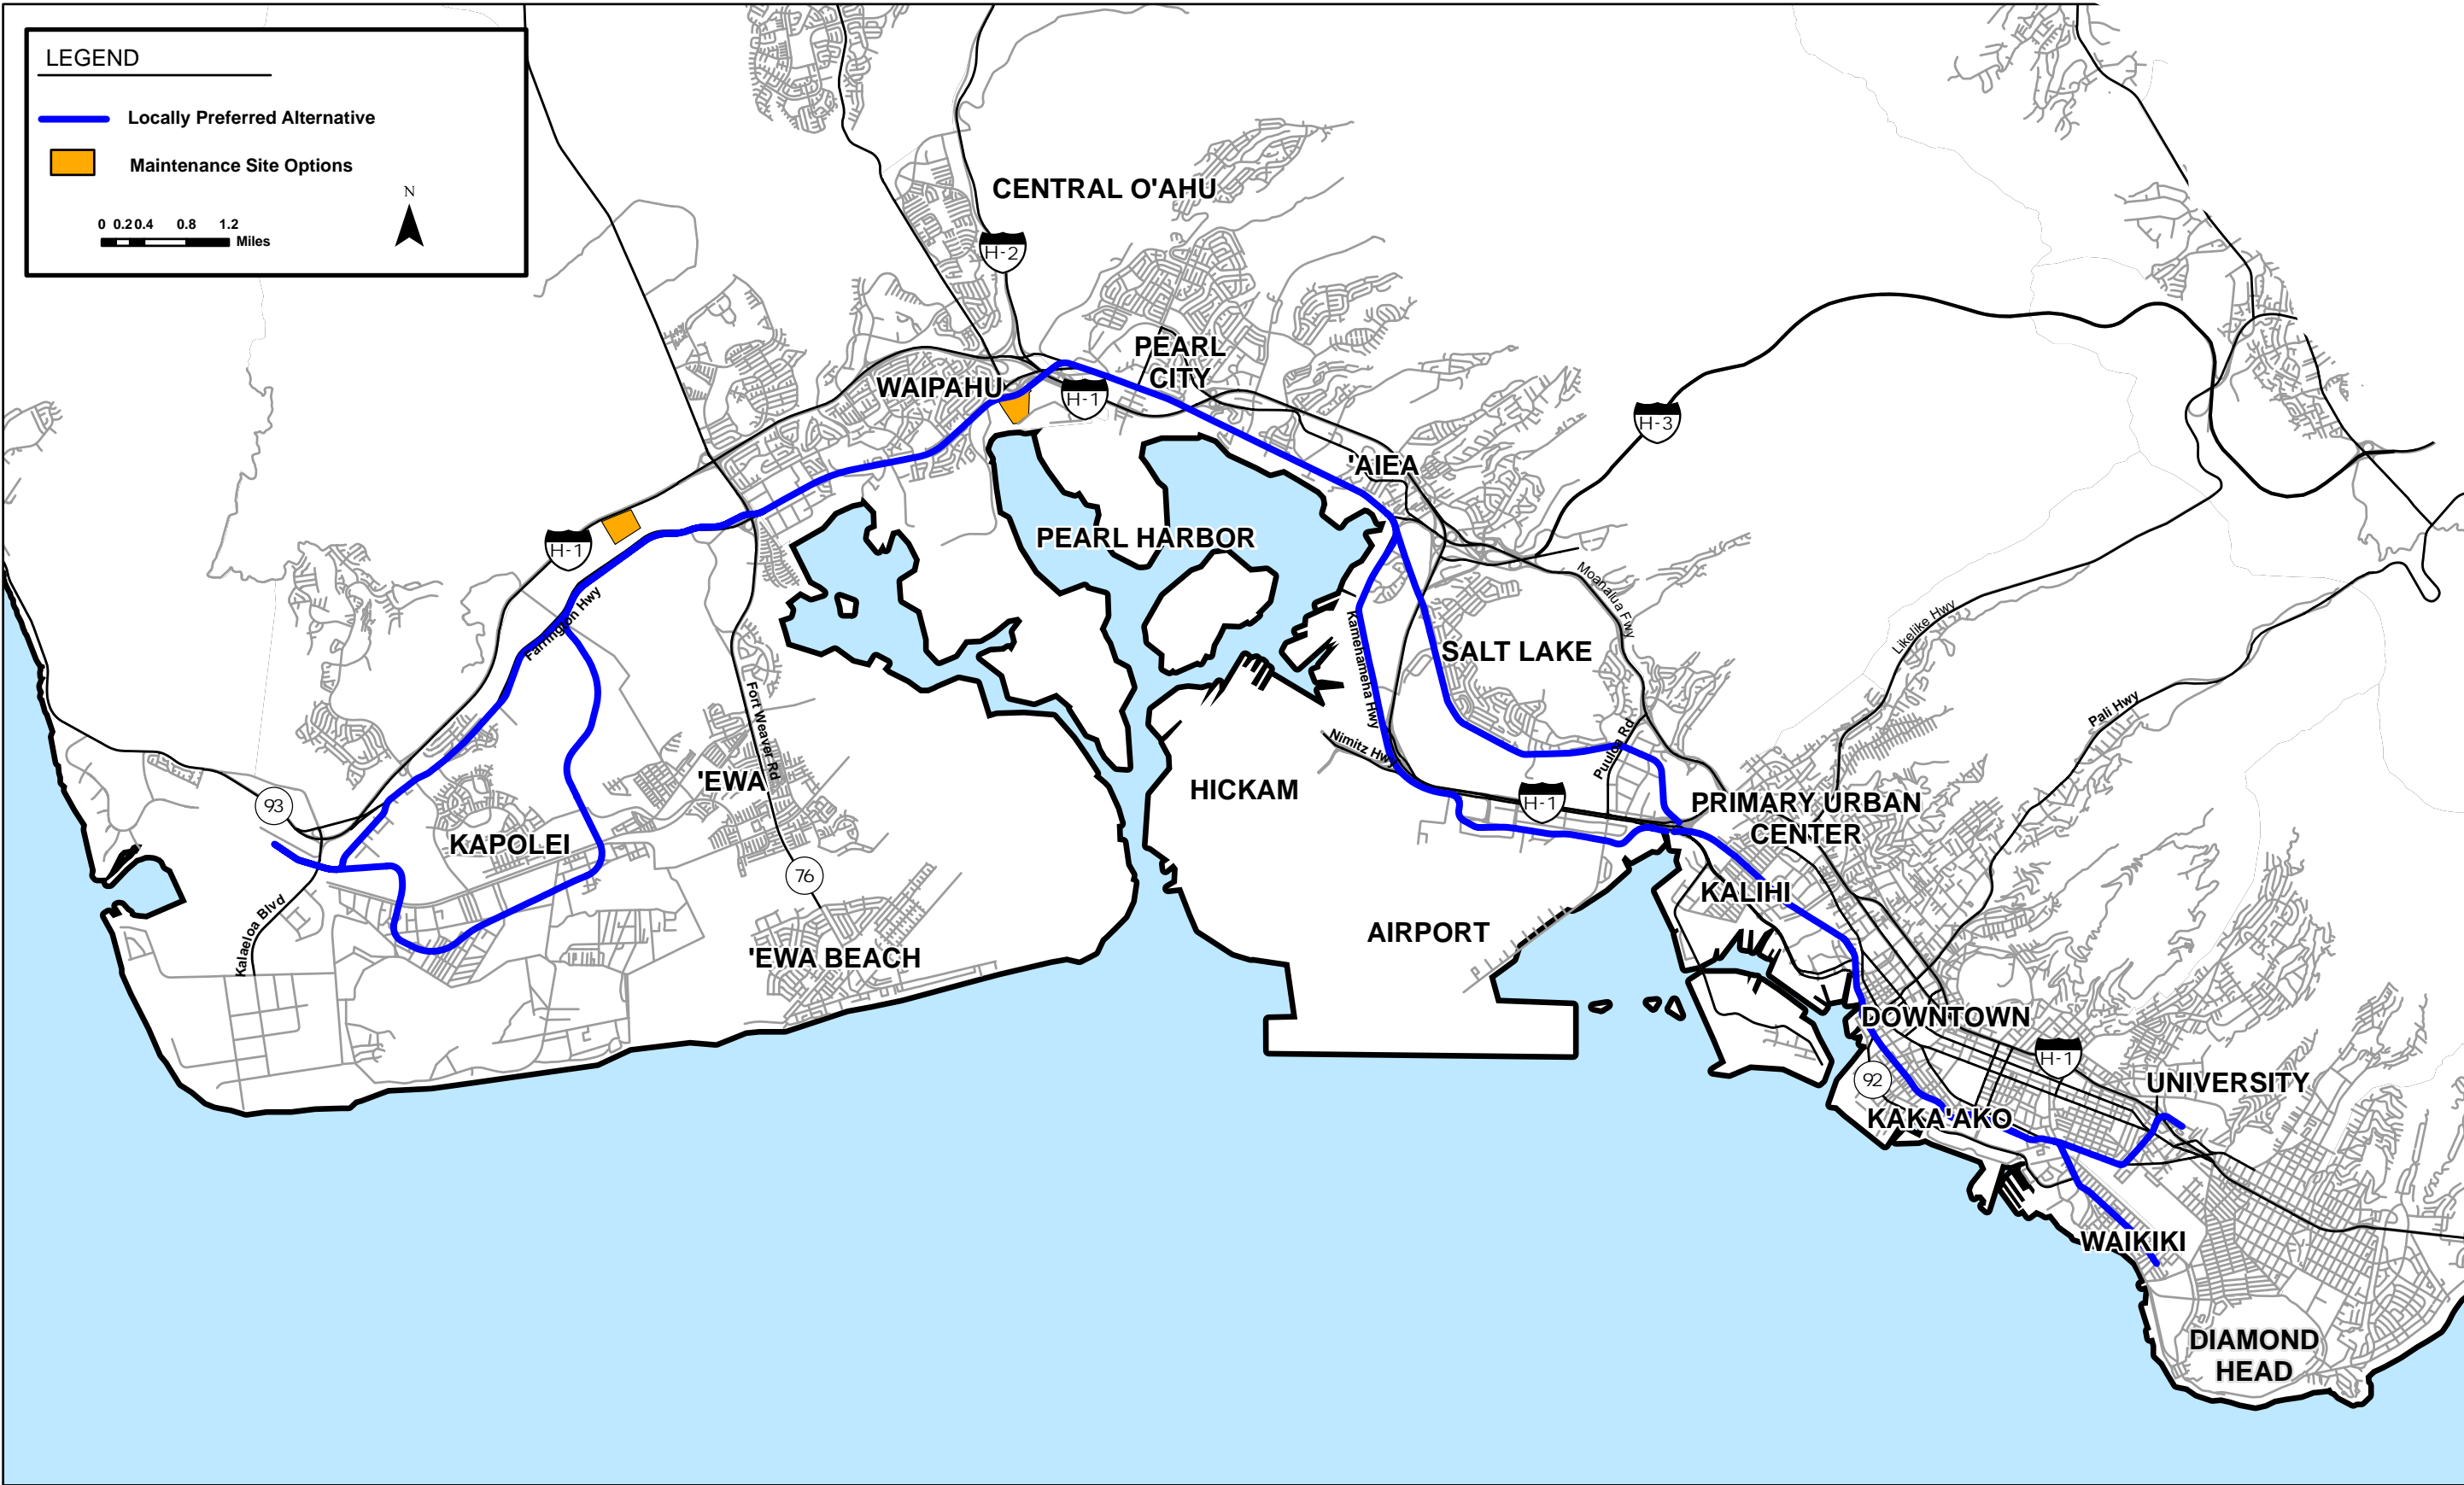 LEGEND
Locally Preferred Alternative
Maintenance Site Options
N
0 0.2 0.4 0.8 1.2
Miles
CENTRAL O'AHU
H-2
PEARL
CITY
WAIPAHU
H-1
H-3
'AIEA
PEARL HARBOR
H-1
Moanalua Fwy
Farrington Hwy
Likelike Hwy
SALT LAKE
Kamehameha Hwy
Fort Weaver Rd
Pali Hwy
Puuloa Rd
Nimitz Hwy
'EWA
HICKAM
H-1
93
PRIMARY URBAN
CENTER
KAPOLEI
76
KALIHI
Kalaeloa Blvd
AIRPORT
'EWA BEACH
DOWNTOWN
H-1
92
UNIVERSITY
KAKA'AKO
WAIKIKI
DIAMOND
HEAD